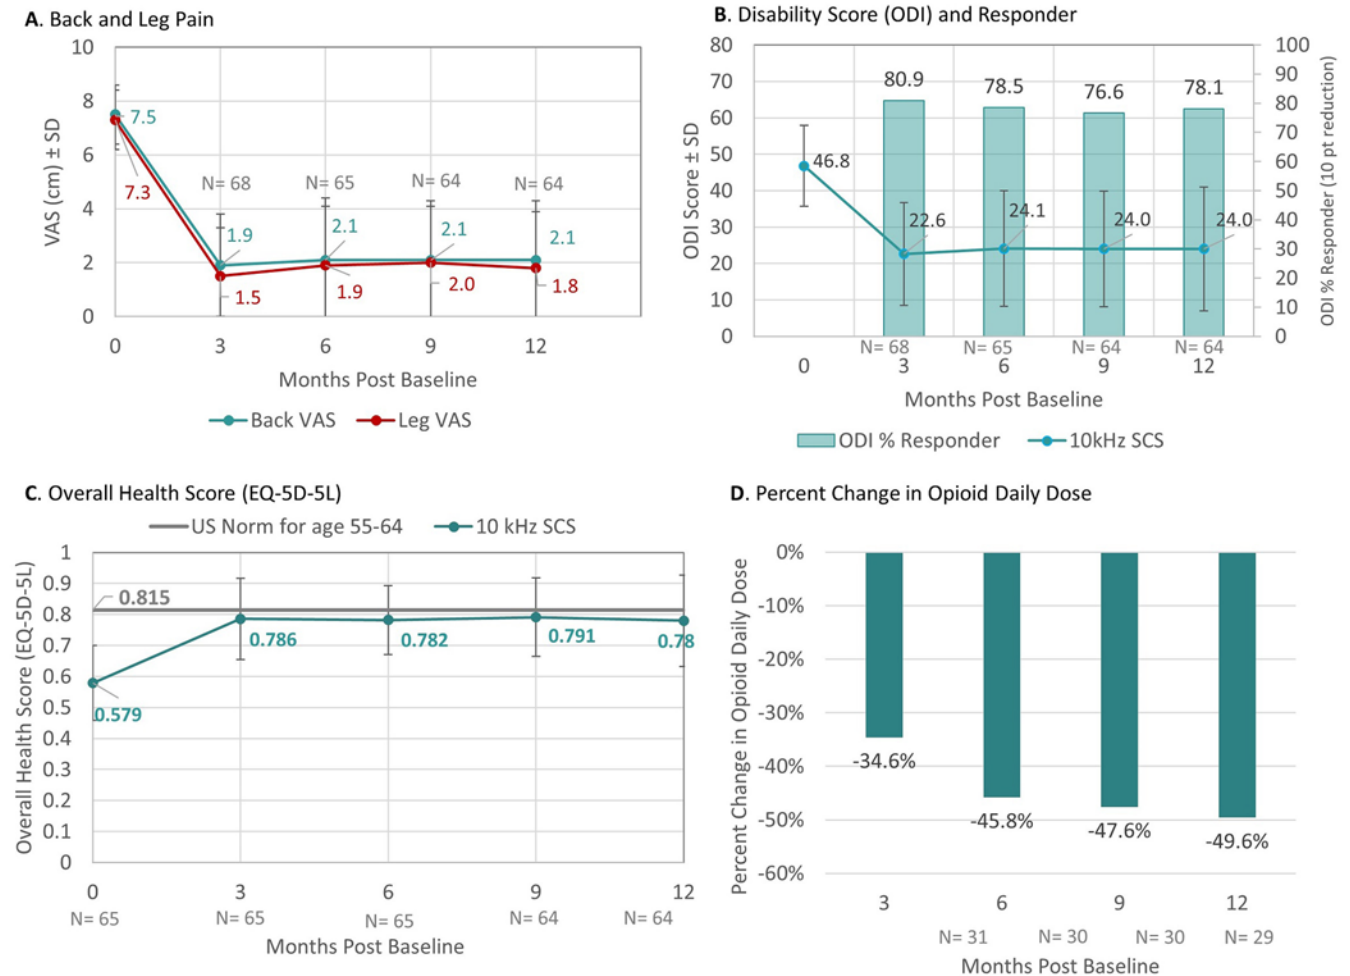 A. Back and Leg Pain
10
8
6
4
2
0
VAS (cm) ± SD
7.5
7.3
N= 68
N= 65
N= 64
N= 64
1.9
2.1
2.1
2.1
1.5
1.9
2.0
1.8
0
3
6
9
12
Months Post Baseline
Back VAS
Leg VAS
B. Disability Score (ODI) and Responder
80
70
60
50
40
30
20
10
0
ODI Score ± SD
100
90
80
70
60
50
40
30
20
10
0
ODI % Responder (10 pt reduction)
80.9
78.5
76.6
78.1
46.8
22.6
24.1
24.0
24.0
N= 68
N= 65
N= 64
N= 64
0
3
6
9
12
Months Post Baseline
ODI % Responder
10kHz SCS
C. Overall Health Score (EQ-5D-5L)
US Norm for age 55-64
10 kHz SCS
1
0.9
0.8
0.7
0.6
0.5
0.4
0.3
0.2
0.1
0
Overall Health Score (EQ-5D-5L)
0.815
0.579
0.786
0.782
0.791
0.78
0
3
6
9
12
N= 65
N= 65
N= 65
N= 64
N= 64
Months Post Baseline
D. Percent Change in Opioid Daily Dose
0%
-10%
-20%
-30%
-40%
-50%
-60%
Percent Change in Opioid Daily Dose
-34.6%
-45.8%
-47.6%
-49.6%
3
6
9
12
N= 31
N= 30
N= 30
N= 29
Months Post Baseline